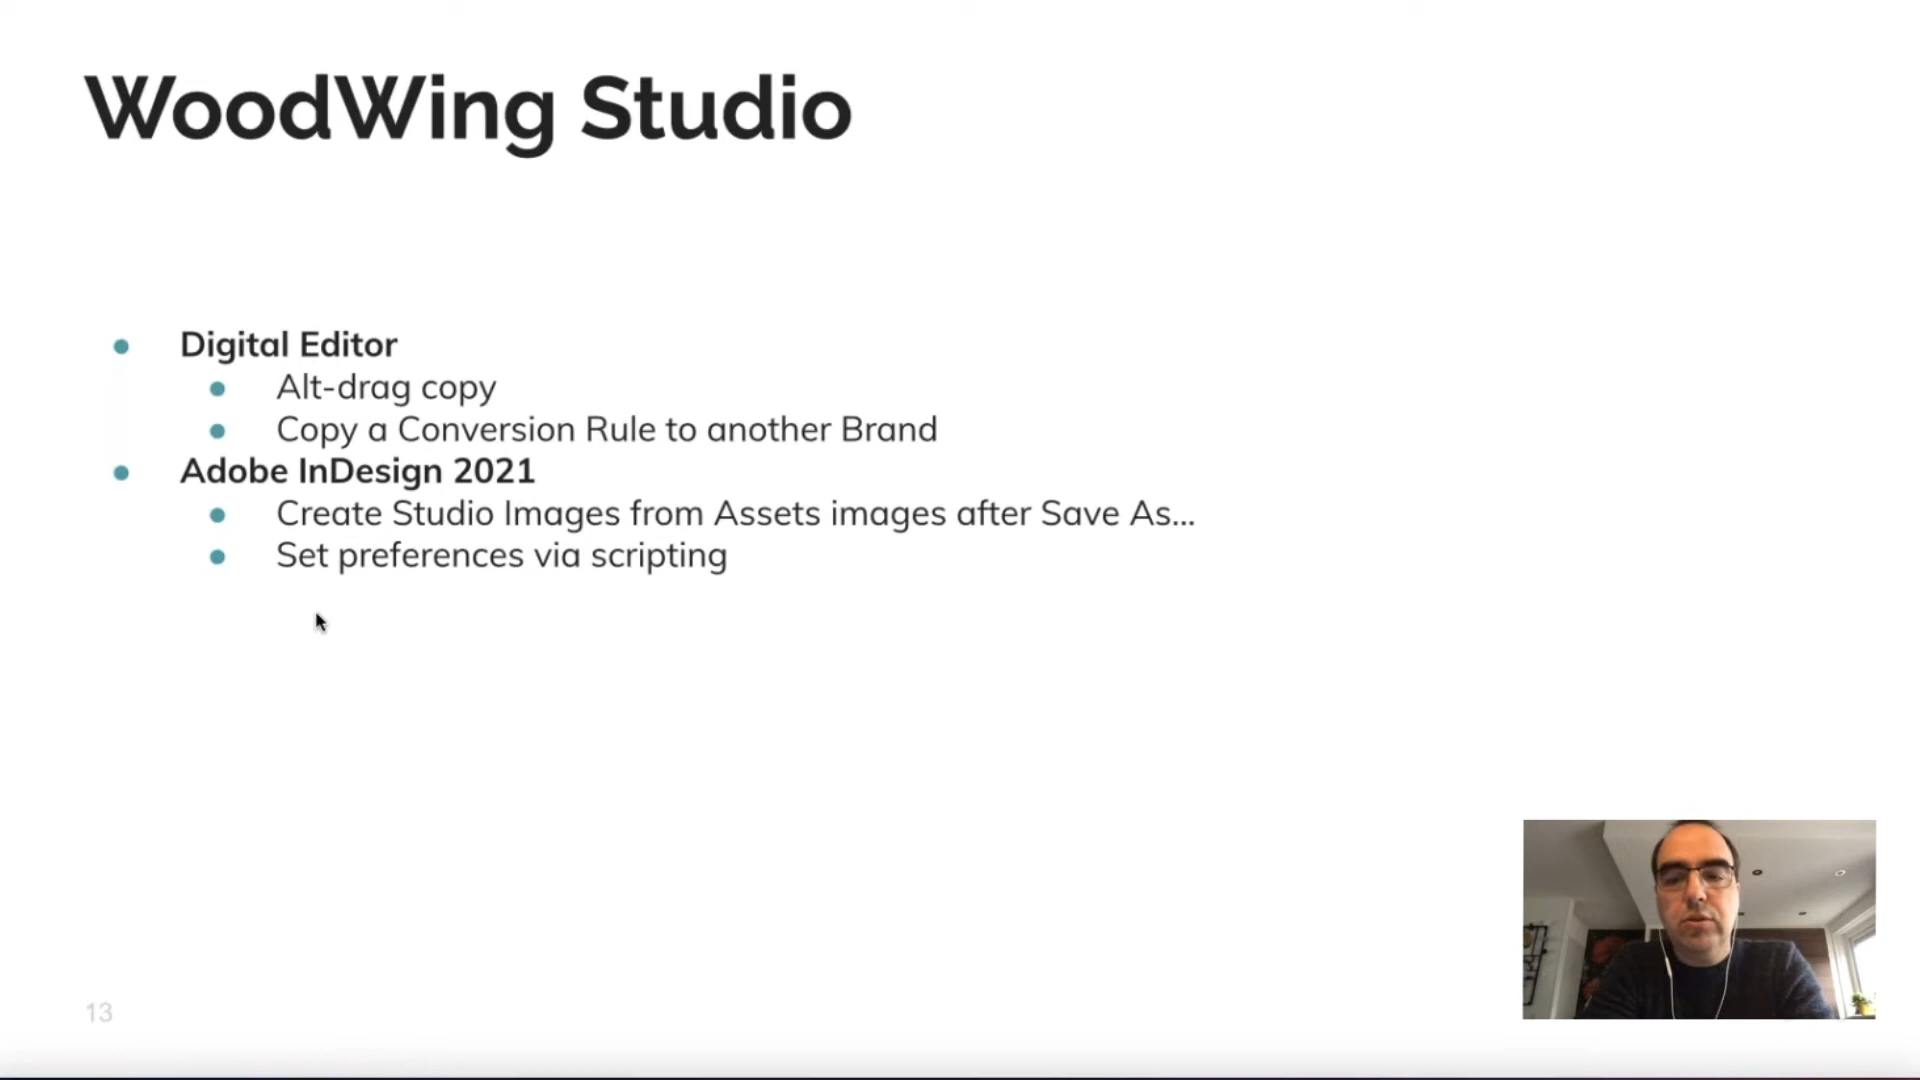 WoodWing Studio
Digital Editor
Alt-drag copy
Copy a Conversion Rule to another Brand
Adobe InDesign 2021
Create Studio Images from Assets images after Save As...
Set preferences via scripting
13